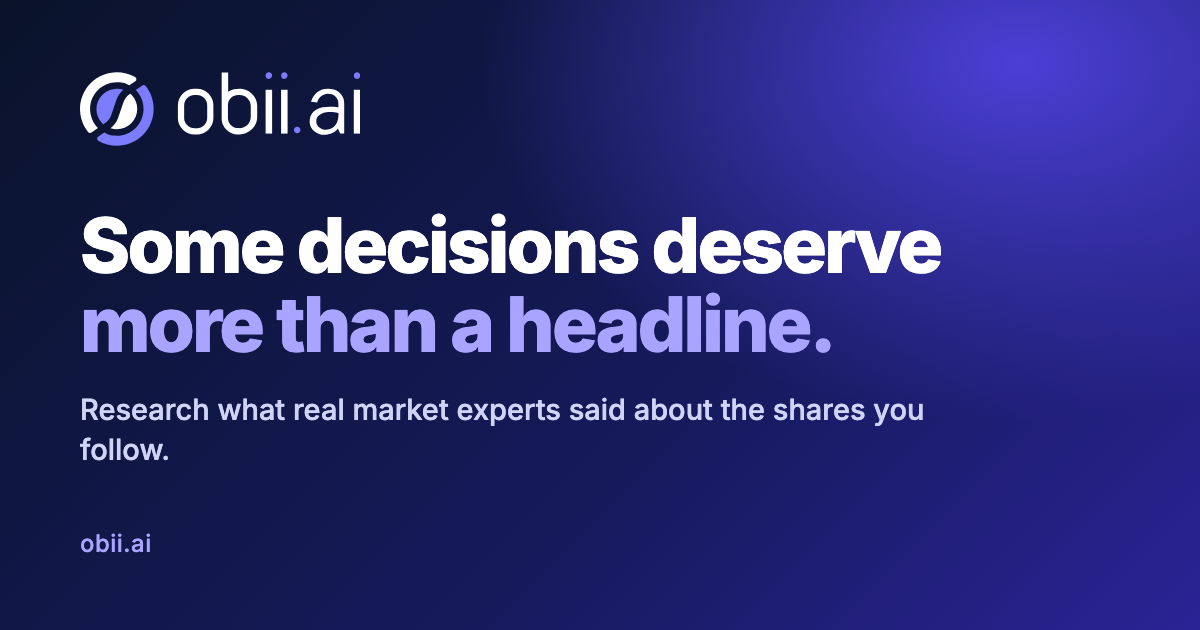 obii.ai
Some decisions deserve
more than a headline.
Research what real market experts said about the shares you
follow.
obii.ai